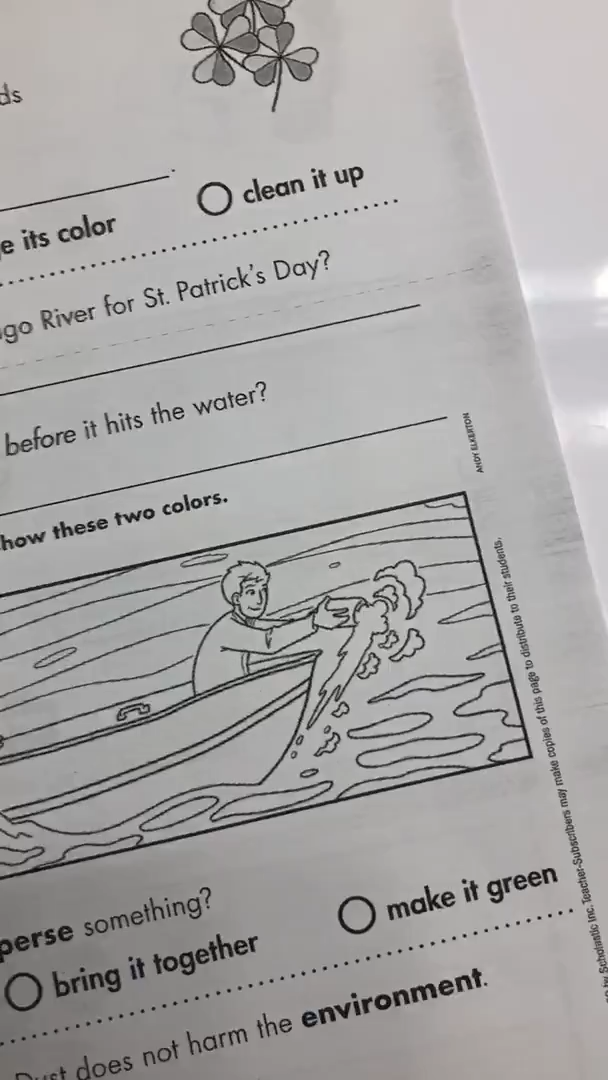 ds
clean it up
e its color
go River for St. Patrick's Day?
before it hits the water?
ANDY ELKERTON
how these two colors.
perse something?
make it green
bring it together
Dust does not harm the environment.
by Scholastic Inc. Teacher-Subscribers may make copies of this page to distribute to their students.